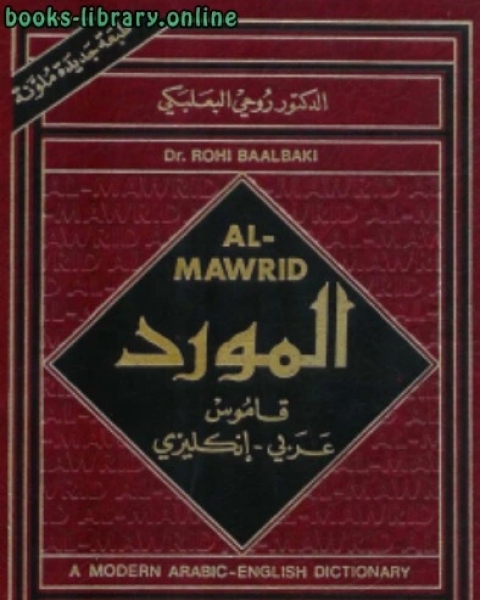 books-library.online
طبعة جديدة ملونة
الدكتور روحي البعلبكي
Dr. ROHI BAALBAKI
AL-
MAWRID
المورد
قاموس
عربي - إنكليزي
A MODERN ARABIC-ENGLISH DICTIONARY